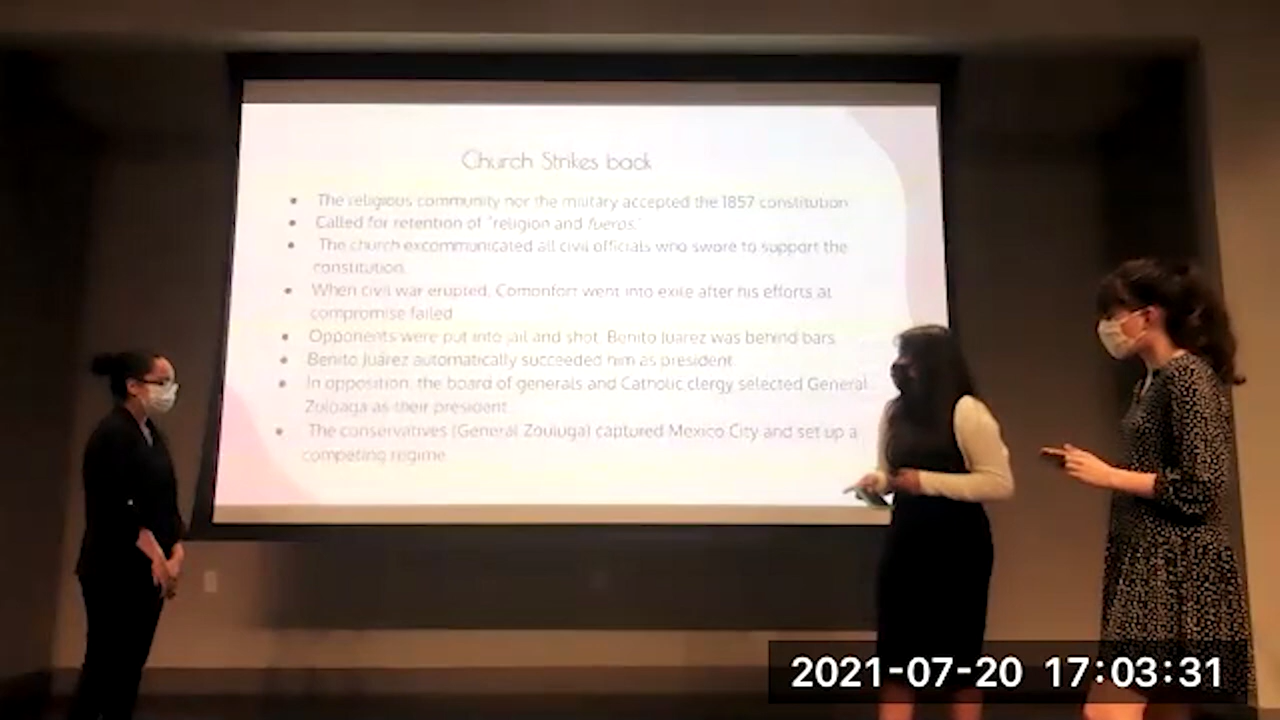 Church Strikes back
The religious community nor the military accepted the 1857 constitution
Called for retention of "religion and fueros."
The church excommunicated all civil officials who swore to support the
constitution.
When civil war erupted, Comonfort went into exile after his efforts at
compromise failed
Opponents were put into jail and shot. Benito Juarez was behind bars
Benito Juárez automatically succeeded him as president
In opposition, the board of generals and Catholic clergy selected General
Zuloaga as their president
The conservatives (General Zouluga) captured Mexico City and set up a
competing regime
2021-07-20 17:03:31